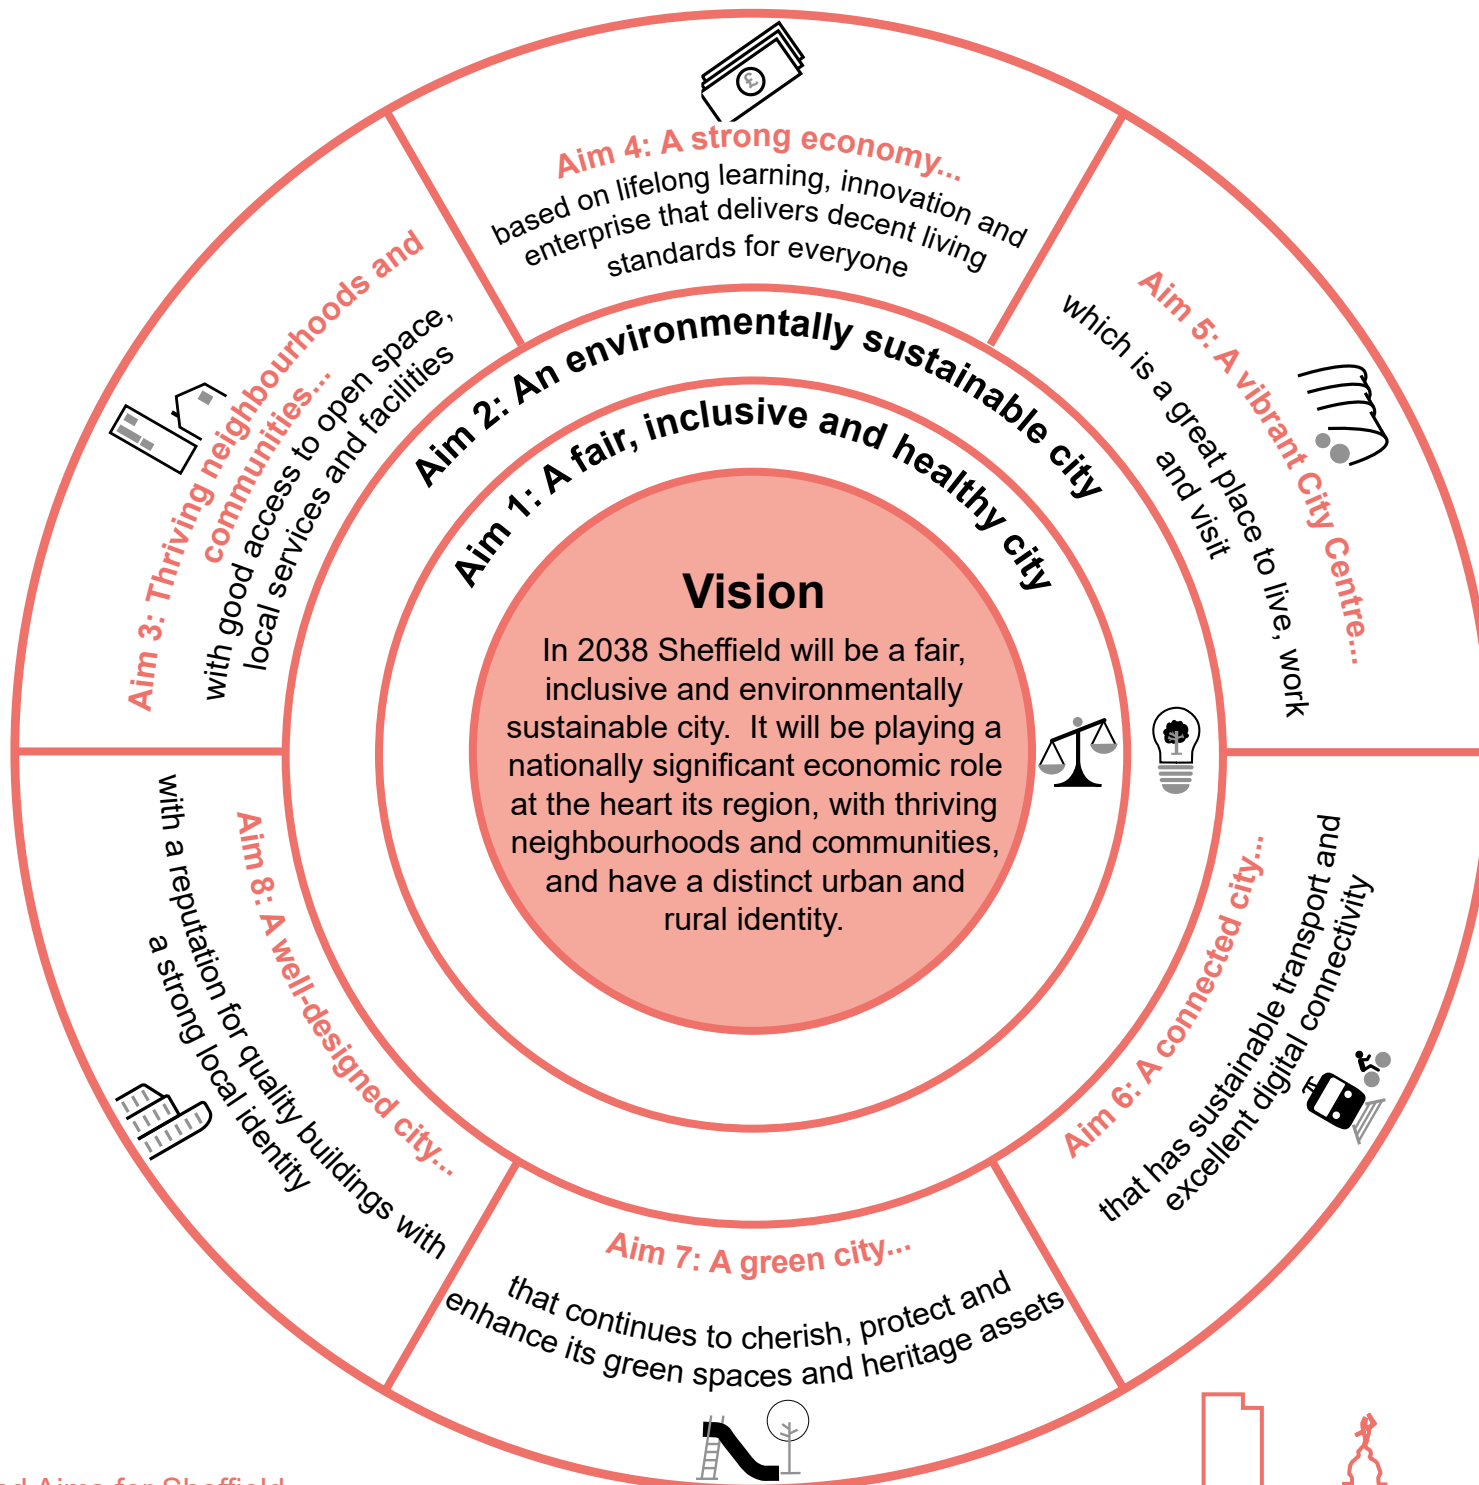 Aim 4: A strong economy...
based on lifelong learning, innovation and
enterprise that delivers decent living
standards for everyone
Aim 5: A vibrant City Centre...
which is a great place to live, work
and visit
Aim 3: Thriving neighbourhoods and
communities...
with good access to open space,
local services and facilities
Aim 2: An environmentally sustainable city
Aim 1: A fair, inclusive and healthy city
Vision
In 2038 Sheffield will be a fair,
inclusive and environmentally
sustainable city.  It will be playing a
nationally significant economic role
at the heart its region, with thriving
neighbourhoods and communities,
and have a distinct urban and
rural identity.
Aim 6: A connected city...
that has sustainable transport and
excellent digital connectivity
Aim 8: A well-designed city...
with a reputation for quality buildings with
a strong local identity
Aim 7: A green city...
that continues to cherish, protect and
enhance its green spaces and heritage assets
£
Aims for Sheffield